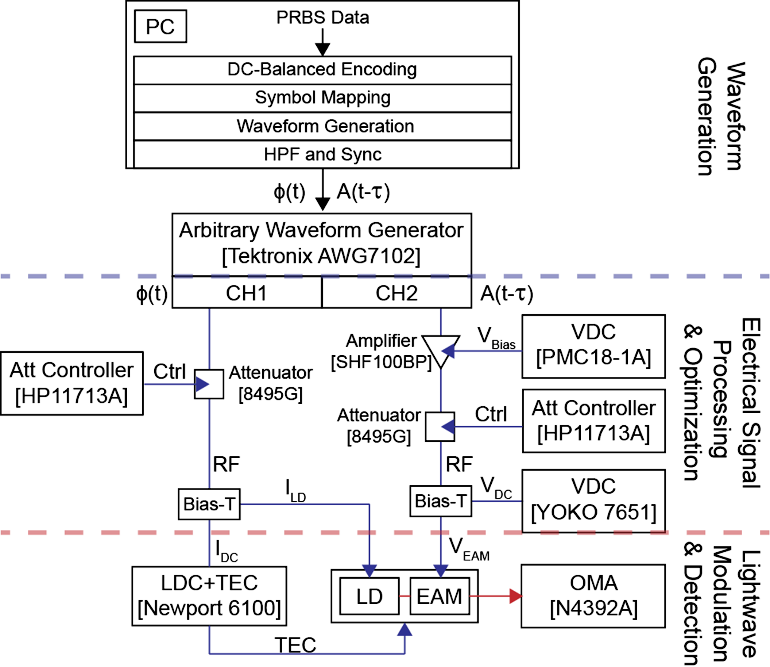 PC
PRBS Data
DC-Balanced Encoding
Symbol Mapping
Waveform Generation
HPF and Sync
ϕ(t) A(t-τ)
Arbitrary Waveform Generator
[Tektronix AWG7102]
Waveform
Generation
ϕ(t) CH1 CH2 A(t-τ)
Amplifier
[SHF100BP]
V_Bias
VDC
[PMC18-1A]
Att Controller
[HP11713A]
Ctrl
Attenuator
[8495G]
Attenuator
[8495G]
Ctrl
Att Controller
[HP11713A]
RF
RF
Bias-T
I_LD
Bias-T
V_DC
VDC
[YOKO 7651]
Electrical Signal
Processing
& Optimization
I_DC
V_EAM
LDC+TEC
[Newport 6100]
LD
EAM
OMA
[N4392A]
TEC
Lightwave
Modulation
& Detection